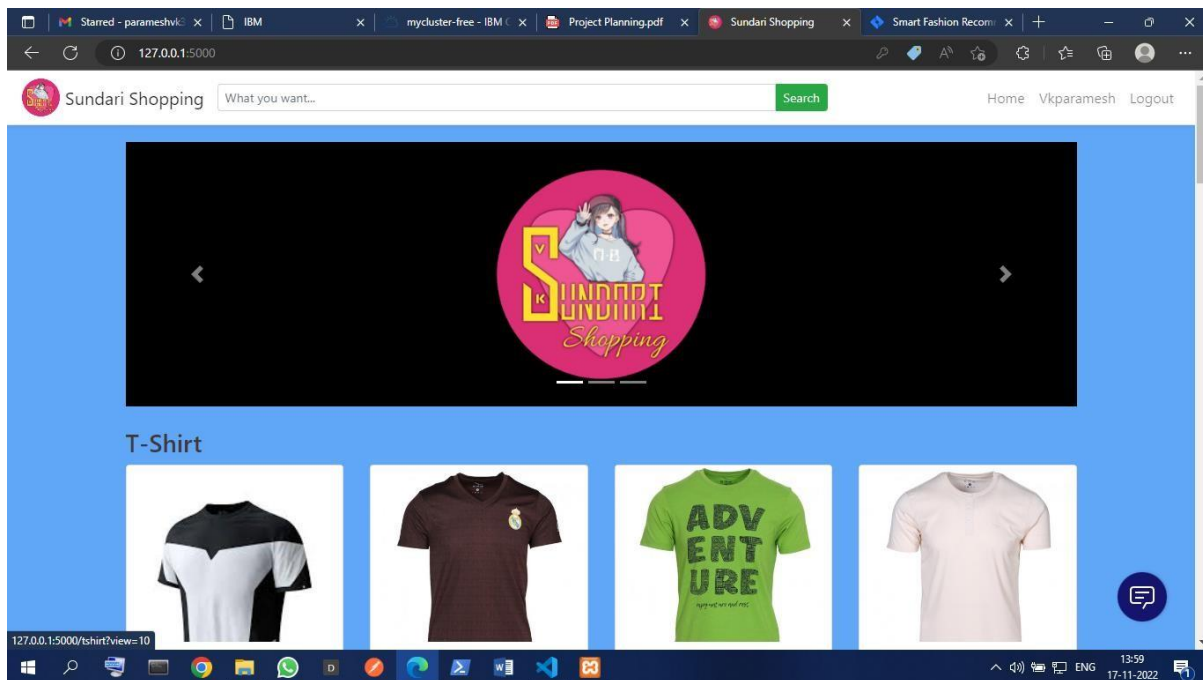 Starred - parameshvk3
IBM
mycluster-free - IBM C
Project Planning.pdf
Sundari Shopping
Smart Fashion Recom
127.0.0.1:5000
Sundari Shopping
What you want...
Search
Home Vkparamesh Logout
V
K
SUNDARI
Shopping
T-Shirt
ADV
ENT
URE
127.0.0.1:5000/tshirt?view=10
ENG
13:59
17-11-2022